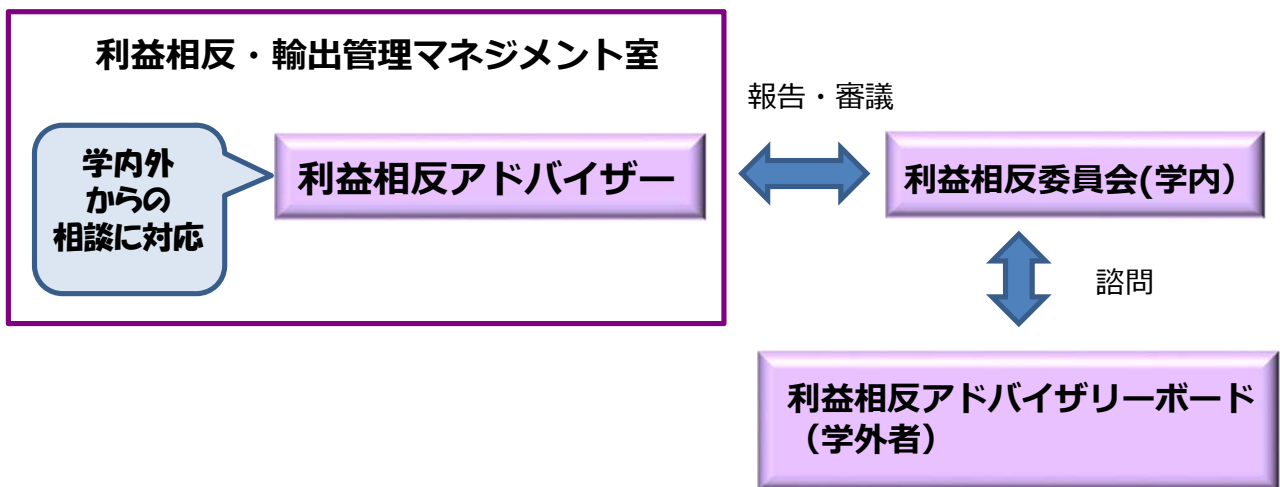 利益相反・輸出管理マネジメント室
報告・審議
学内外
からの
相談に対応
利益相反アドバイザー
利益相反委員会(学内）
諮問
利益相反アドバイザリーボード
（学外者）